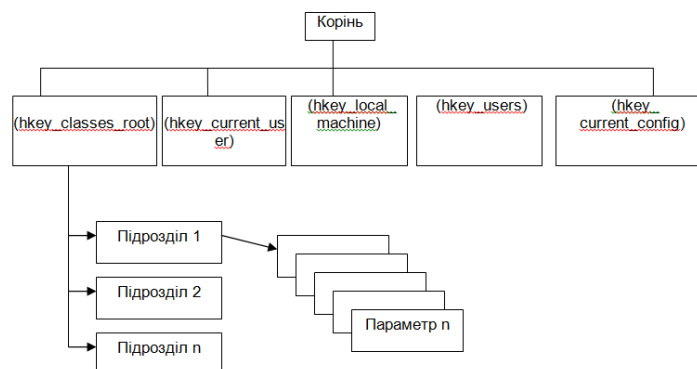 Корінь
(hkey_classes_root)
(hkey_current_us
er)
(hkey_local_
machine)
(hkey_users)
(hkey_
current_config)
Підрозділ 1
Підрозділ 2
Підрозділ n
Параметр n